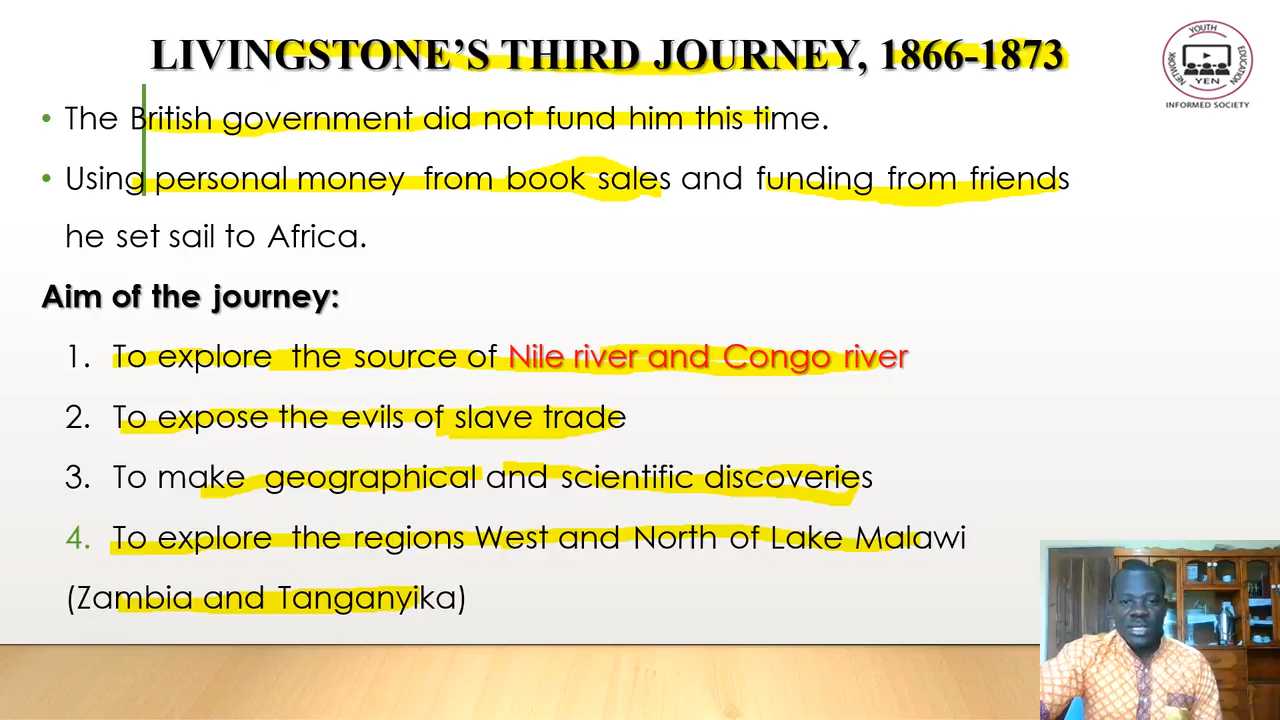 LIVINGSTONE’S THIRD JOURNEY, 1866-1873
YOUTH EDUCATION NETWORK
YEN
INFORMED SOCIETY
• The British government did not fund him this time.
• Using personal money from book sales and funding from friends
he set sail to Africa.
Aim of the journey:
1. To explore the source of Nile river and Congo river
2. To expose the evils of slave trade
3. To make geographical and scientific discoveries
4. To explore the regions West and North of Lake Malawi
(Zambia and Tanganyika)